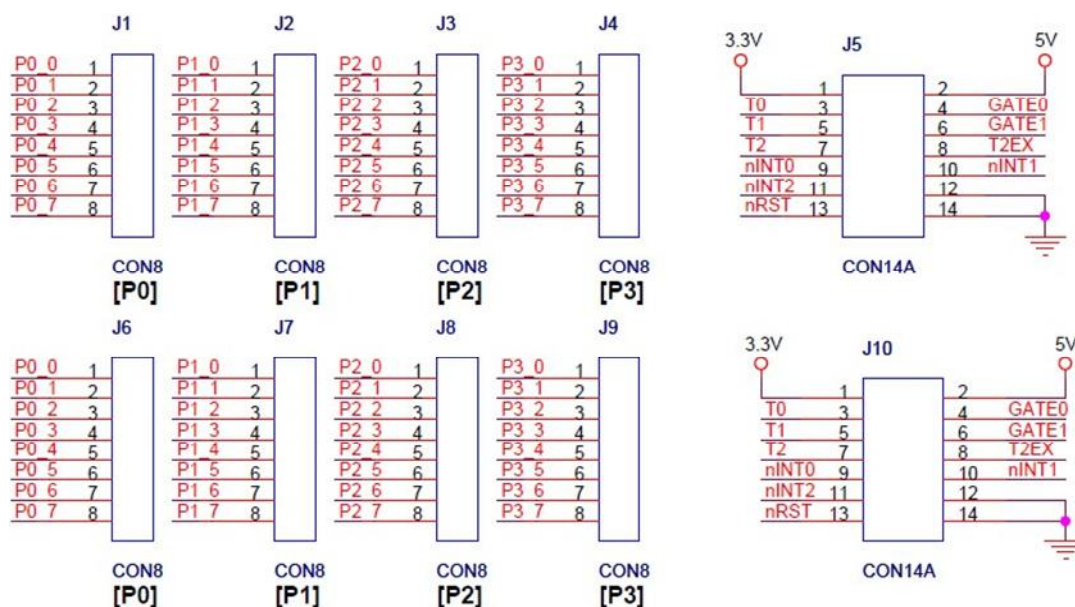 J1 J2 J3 J4
3.3V J5 5V
P0_0 1 P1_0 1 P2_0 1 P3_0 1
P0_1 2 P1_1 2 P2_1 2 P3_1 2
P0_2 3 P1_2 3 P2_2 3 P3_2 3
P0_3 4 P1_3 4 P2_3 4 P3_3 4
P0_4 5 P1_4 5 P2_4 5 P3_4 5
P0_5 6 P1_5 6 P2_5 6 P3_5 6
P0_6 7 P1_6 7 P2_6 7 P3_6 7
P0_7 8 P1_7 8 P2_7 8 P3_7 8
1 2
T0 3 4 GATE0
T1 5 6 GATE1
T2 7 8 T2EX
nINT0 9 10 nINT1
nINT2 11 12
nRST 13 14
CON8 CON8 CON8 CON8 CON14A
[P0] [P1] [P2] [P3]
J6 J7 J8 J9
3.3V J10 5V
P0_0 1 P1_0 1 P2_0 1 P3_0 1
P0_1 2 P1_1 2 P2_1 2 P3_1 2
P0_2 3 P1_2 3 P2_2 3 P3_2 3
P0_3 4 P1_3 4 P2_3 4 P3_3 4
P0_4 5 P1_4 5 P2_4 5 P3_4 5
P0_5 6 P1_5 6 P2_5 6 P3_5 6
P0_6 7 P1_6 7 P2_6 7 P3_6 7
P0_7 8 P1_7 8 P2_7 8 P3_7 8
1 2
T0 3 4 GATE0
T1 5 6 GATE1
T2 7 8 T2EX
nINT0 9 10 nINT1
nINT2 11 12
nRST 13 14
CON8 CON8 CON8 CON8 CON14A
[P0] [P1] [P2] [P3]